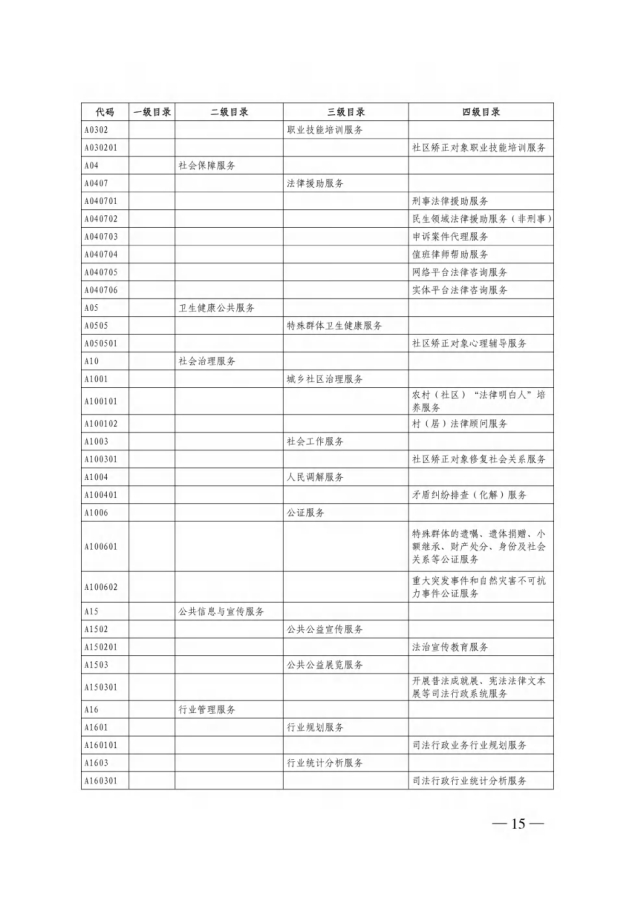 代码 一级目录 二级目录 三级目录 四级目录
A0302 职业技能培训服务
A030201 社区矫正对象职业技能培训服务
A04 社会保障服务
A0407 法律援助服务
A040701 刑事法律援助服务
A040702 民生领域法律援助服务（非刑事）
A040703 申诉案件代理服务
A040704 值班律师帮助服务
A040705 网络平台法律咨询服务
A040706 实体平台法律咨询服务
A05 卫生健康公共服务
A0505 特殊群体卫生健康服务
A050501 社区矫正对象心理辅导服务
A10 社会治理服务
A1001 城乡社区治理服务
A100101 农村（社区）“法律明白人”培
养服务
A100102 村（居）法律顾问服务
A1003 社会工作服务
A100301 社区矫正对象修复社会关系服务
A1004 人民调解服务
A100401 矛盾纠纷排查（化解）服务
A1006 公证服务
A100601 特殊群体的遗嘱、遗体捐赠、小
额继承、财产处分、身份及社会
关系等公证服务
A100602 重大突发事件和自然灾害不可抗
力事件公证服务
A15 公共信息与宣传服务
A1502 公共公益宣传服务
A150201 法治宣传教育服务
A1503 公共公益展览服务
A150301 开展普法成就展、宪法法律文本
展等司法行政系统服务
A16 行业管理服务
A1601 行业规划服务
A160101 司法行政业务行业规划服务
A1603 行业统计分析服务
A160301 司法行政行业统计分析服务
— 15 —